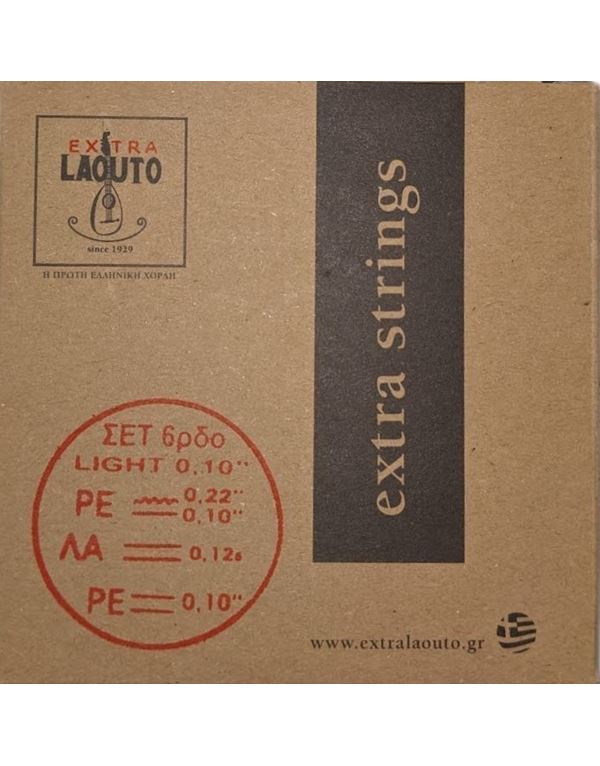 EXTRA
LAOUTO
since 1929
Η ΠΡΩΤΗ ΕΛΛΗΝΙΚΗ ΧΟΡΔΗ
extra strings
ΣΕΤ 6ρδο
LIGHT 0,10"
ΡΕ 0,22"
0,10"
ΛΑ 0,12₆
ΡΕ 0,10"
www.extralaouto.gr